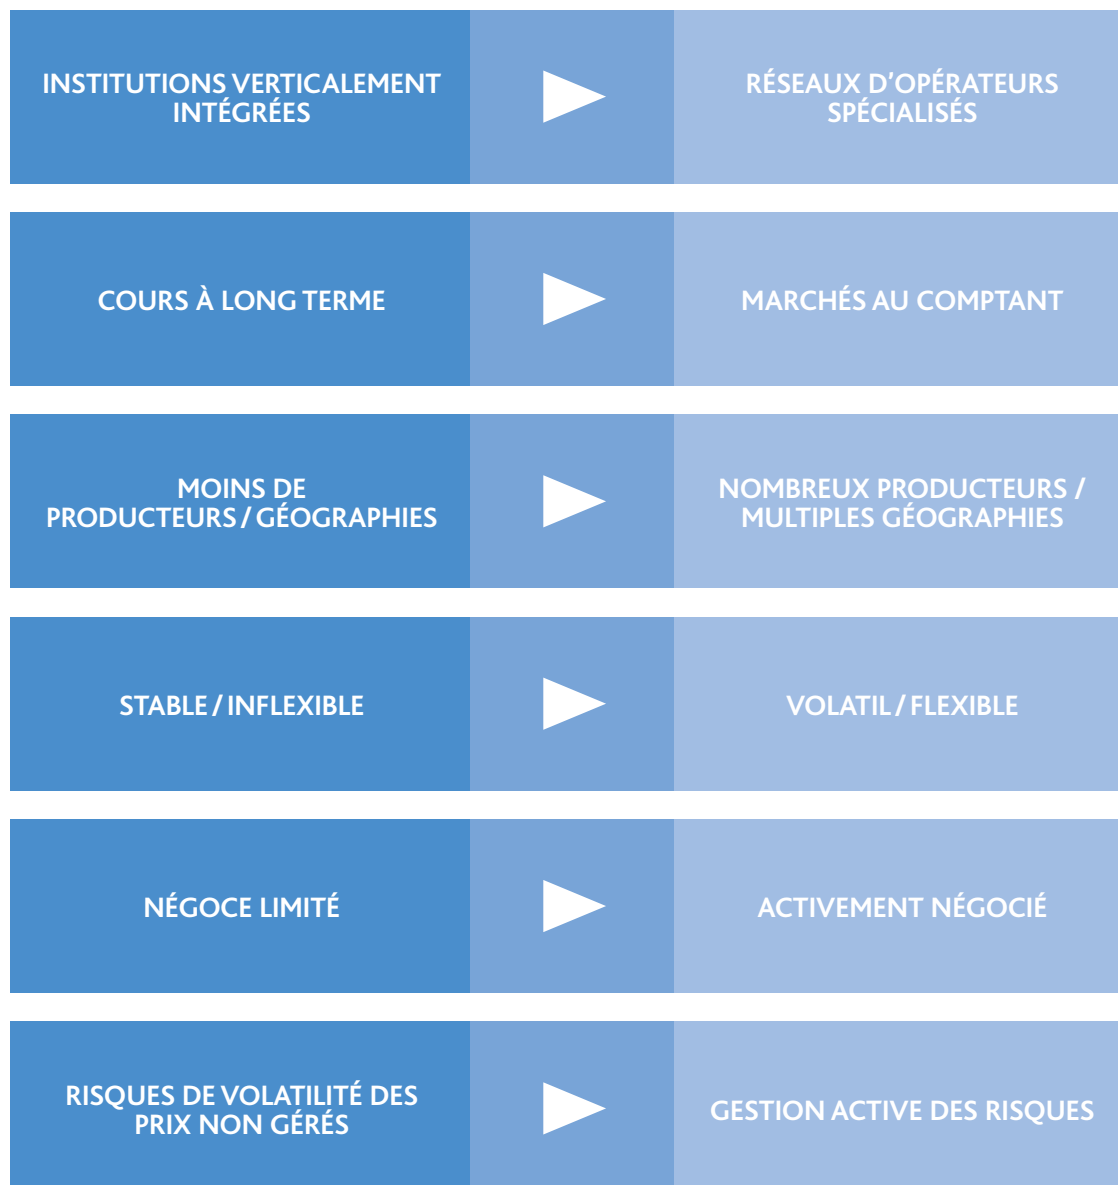 INSTITUTIONS VERTICALEMENT
INTÉGRÉES
RÉSEAUX D’OPÉRATEURS
SPÉCIALISÉS
COURS À LONG TERME
MARCHÉS AU COMPTANT
MOINS DE
PRODUCTEURS / GÉOGRAPHIES
NOMBREUX PRODUCTEURS /
MULTIPLES GÉOGRAPHIES
STABLE / INFLEXIBLE
VOLATIL / FLEXIBLE
NÉGOCE LIMITÉ
ACTIVEMENT NÉGOCIÉ
RISQUES DE VOLATILITÉ DES
PRIX NON GÉRÉS
GESTION ACTIVE DES RISQUES